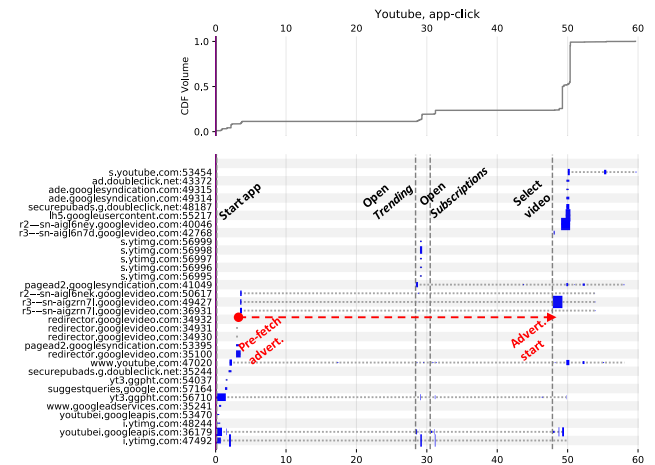 Youtube, app-click
0 10 20 30 40 50 60
1.0
0.5
0.0
CDF Volume
s.youtube.com:53454
ad.doubleclick.net:43372
ade.googlesyndication.com:49315
ade.googlesyndication.com:49314
securepubads.g.doubleclick.net:48187
lh5.googleusercontent.com:55217
r2---sn-aigl6ney.googlevideo.com:40046
r3---sn-aigl6n7d.googlevideo.com:42768
s.ytimg.com:56999
s.ytimg.com:56998
s.ytimg.com:56997
s.ytimg.com:56996
s.ytimg.com:56995
pagead2.googlesyndication.com:41049
r2---sn-aigl6nek.googlevideo.com:50617
r3---sn-aigzrn7l.googlevideo.com:49427
r5---sn-aigzrn7l.googlevideo.com:36931
redirector.googlevideo.com:34932
redirector.googlevideo.com:34931
redirector.googlevideo.com:34930
pagead2.googlesyndication.com:53395
redirector.googlevideo.com:35100
www.youtube.com:47020
securepubads.g.doubleclick.net:35244
yt3.ggpht.com:54037
suggestqueries.google.com:57164
yt3.ggpht.com:56710
www.googleadservices.com:35241
youtubei.googleapis.com:53470
i.ytimg.com:48244
youtubei.googleapis.com:36179
i.ytimg.com:47492
Start app
Open
Trending
Open
Subscriptions
Select
video
Pre-fetch
advert.
Advert.
start
0 10 20 30 40 50 60